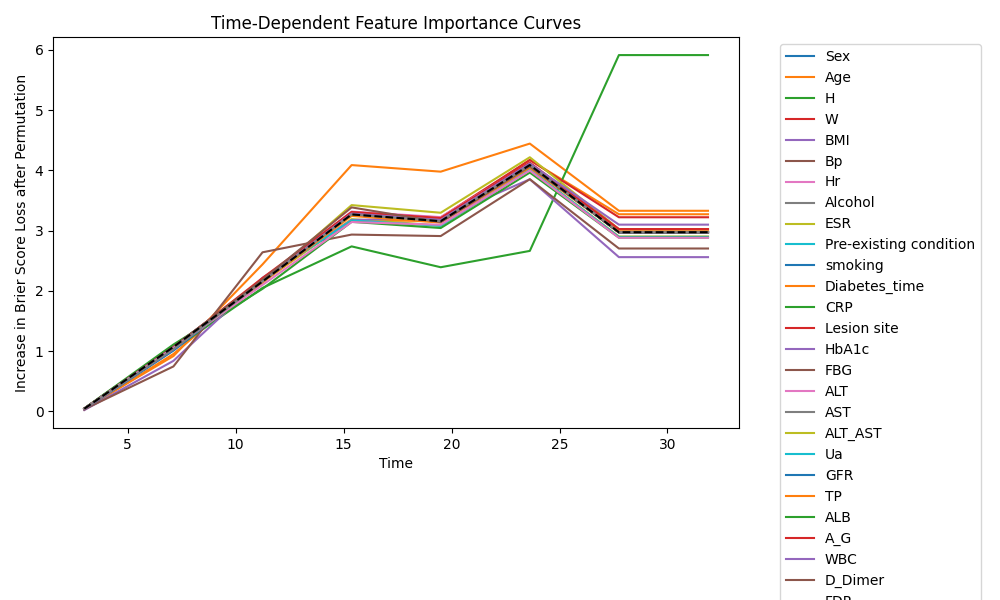 Time-Dependent Feature Importance Curves
Increase in Brier Score Loss after Permutation
6
5
4
3
2
1
0
5
10
15
20
25
30
Time
Sex
Age
H
W
BMI
Bp
Hr
Alcohol
ESR
Pre-existing condition
smoking
Diabetes_time
CRP
Lesion site
HbA1c
FBG
ALT
AST
ALT_AST
Ua
GFR
TP
ALB
A_G
WBC
D_Dimer